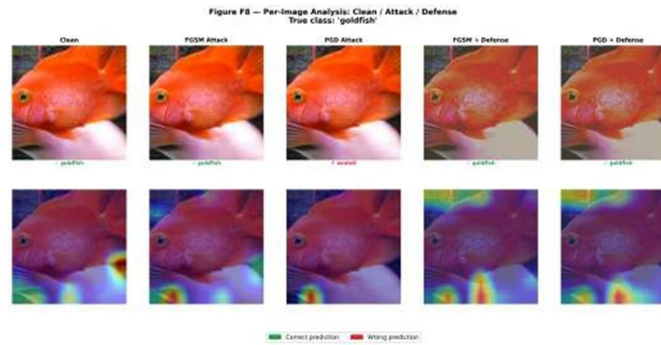 Figure F8 — Per-Image Analysis: Clean / Attack / Defense
True class: 'goldfish'
Clean
FGSM Attack
PGD Attack
FGSM + Defense
PGD + Defense
goldfish
goldfish
goldfish
goldfish
Correct prediction
Wrong prediction